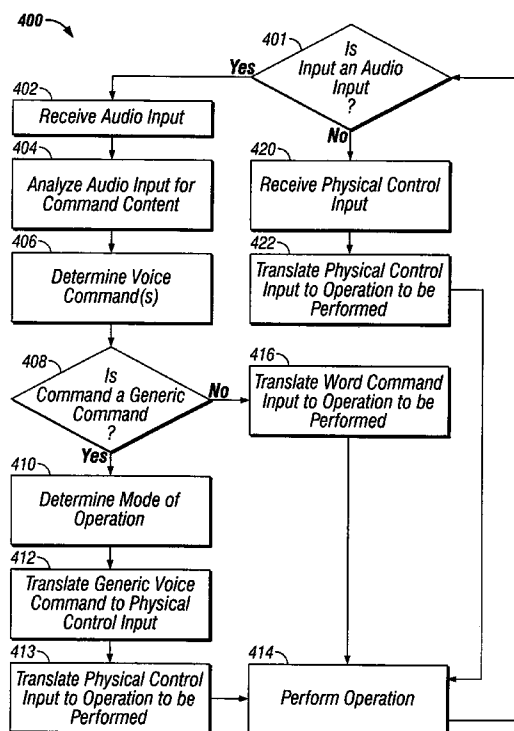 400
401
Is
Input an Audio
Input
?
Yes
No
402
Receive Audio Input
404
Analyze Audio Input for
Command Content
406
Determine Voice
Command(s)
408
Is
Command a Generic
Command
?
No
Yes
420
Receive Physical Control
Input
422
Translate Physical Control
Input to Operation to be
Performed
416
Translate Word Command
Input to Operation to be
Performed
410
Determine Mode of
Operation
412
Translate Generic Voice
Command to Physical
Control Input
413
Translate Physical Control
Input to Operation to be
Performed
414
Perform Operation